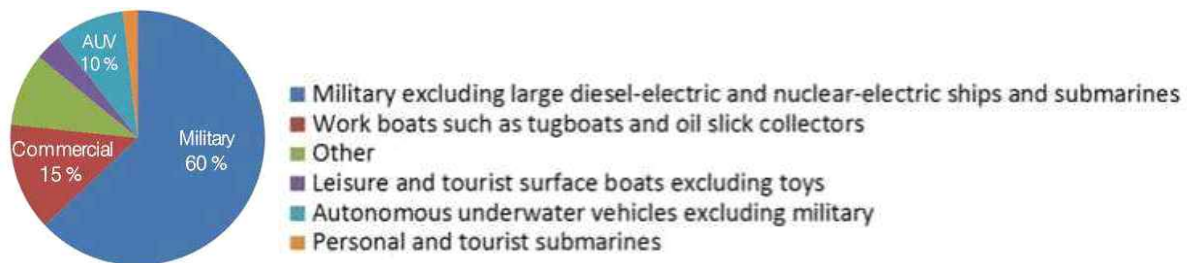 AUV
10 %
Military
60 %
Commercial
15 %
Military excluding large diesel-electric and nuclear-electric ships and submarines
Work boats such as tugboats and oil slick collectors
Other
Leisure and tourist surface boats excluding toys
Autonomous underwater vehicles excluding military
Personal and tourist submarines